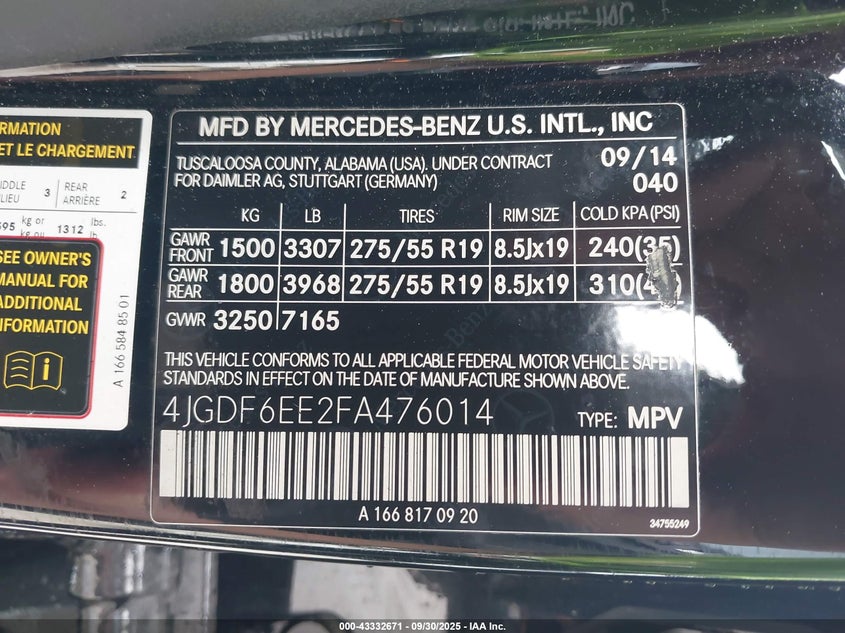 ORMATION
ET LE CHARGEMENT
3 REAR 2
ARRIÈRE
kg or 1312 lbs.
SEE OWNER'S
MANUAL FOR
ADDITIONAL
INFORMATION
A 166 584 85 01
MFD BY MERCEDES-BENZ U.S. INTL., INC
TUSCALOOSA COUNTY, ALABAMA (USA). UNDER CONTRACT 09/14
FOR DAIMLER AG, STUTTGART (GERMANY) 040
KG LB TIRES RIM SIZE COLD KPA(PSI)
GAWR FRONT 1500 3307 275/55 R19 8.5Jx19 240(35)
GAWR REAR 1800 3968 275/55 R19 8.5Jx19 310(4
GVWR 3250 7165
THIS VEHICLE CONFORMS TO ALL APPLICABLE FEDERAL MOTOR VEHICLE SAFETY
STANDARDS IN EFFECT ON THE DATE OF MANUFACTURE SHOWN ABOVE.
4JGDF6EE2FA476014 TYPE: MPV
A 166 817 09 20
34755249
000-43332671 - 09/30/2025 - IAA Inc.